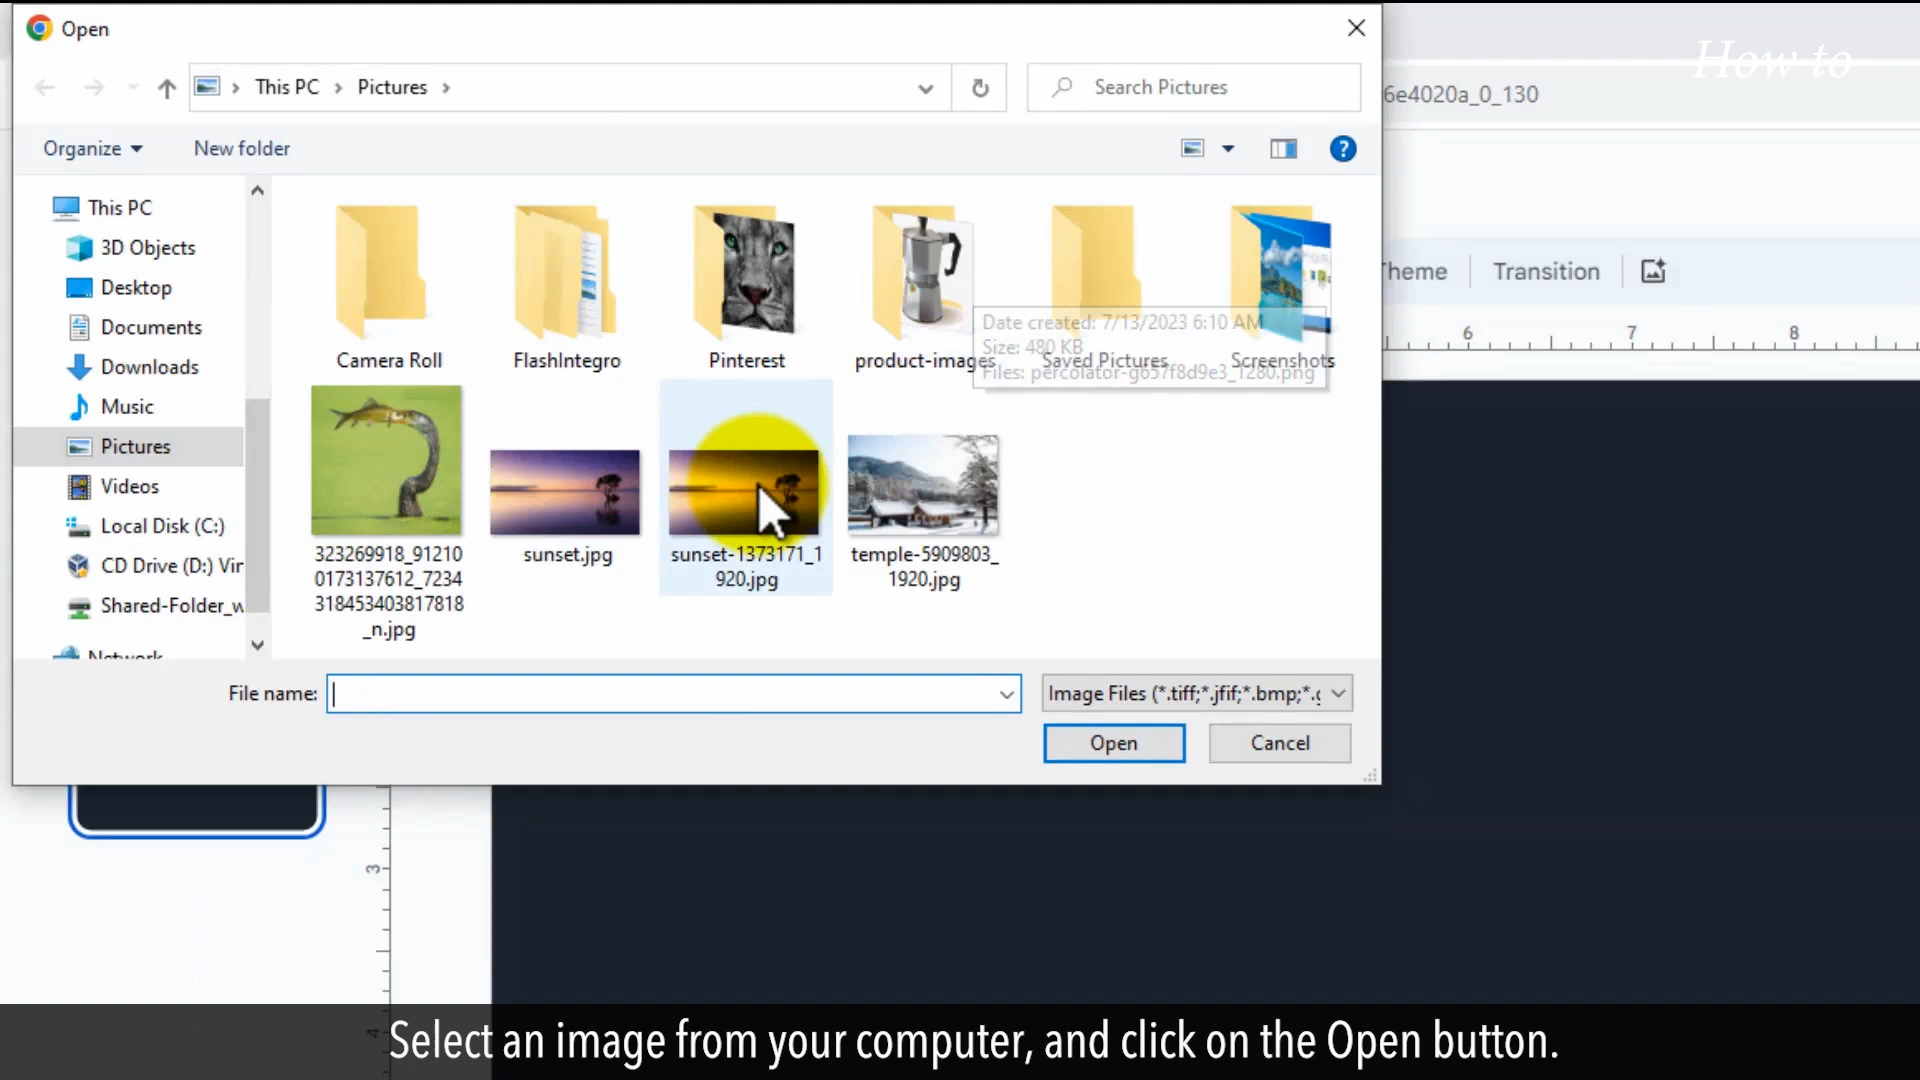 Open
How to
This PC
Pictures
Search Pictures
6e4020a_0_130
Organize
New folder
This PC
3D Objects
Desktop
Documents
Downloads
Music
Pictures
Videos
Local Disk (C:)
CD Drive (D:) Vir
Shared-Folder_w
Network
Camera Roll
FlashIntegro
Pinterest
product-images
Saved Pictures
Screenshots
Date created: 7/13/2023 6:10 AM
Size: 480 KB
Files: percolator-g657f8d9e3_1280.png
323269918_91210
0173137612_7234
318453403817818
_n.jpg
sunset.jpg
sunset-1373171_1
920.jpg
temple-5909803_
1920.jpg
heme
Transition
6
7
8
File name:
Image Files (*.tiff;*.jfif;*.bmp;*.g
Open
Cancel
3
4
Select an image from your computer, and click on the Open button.